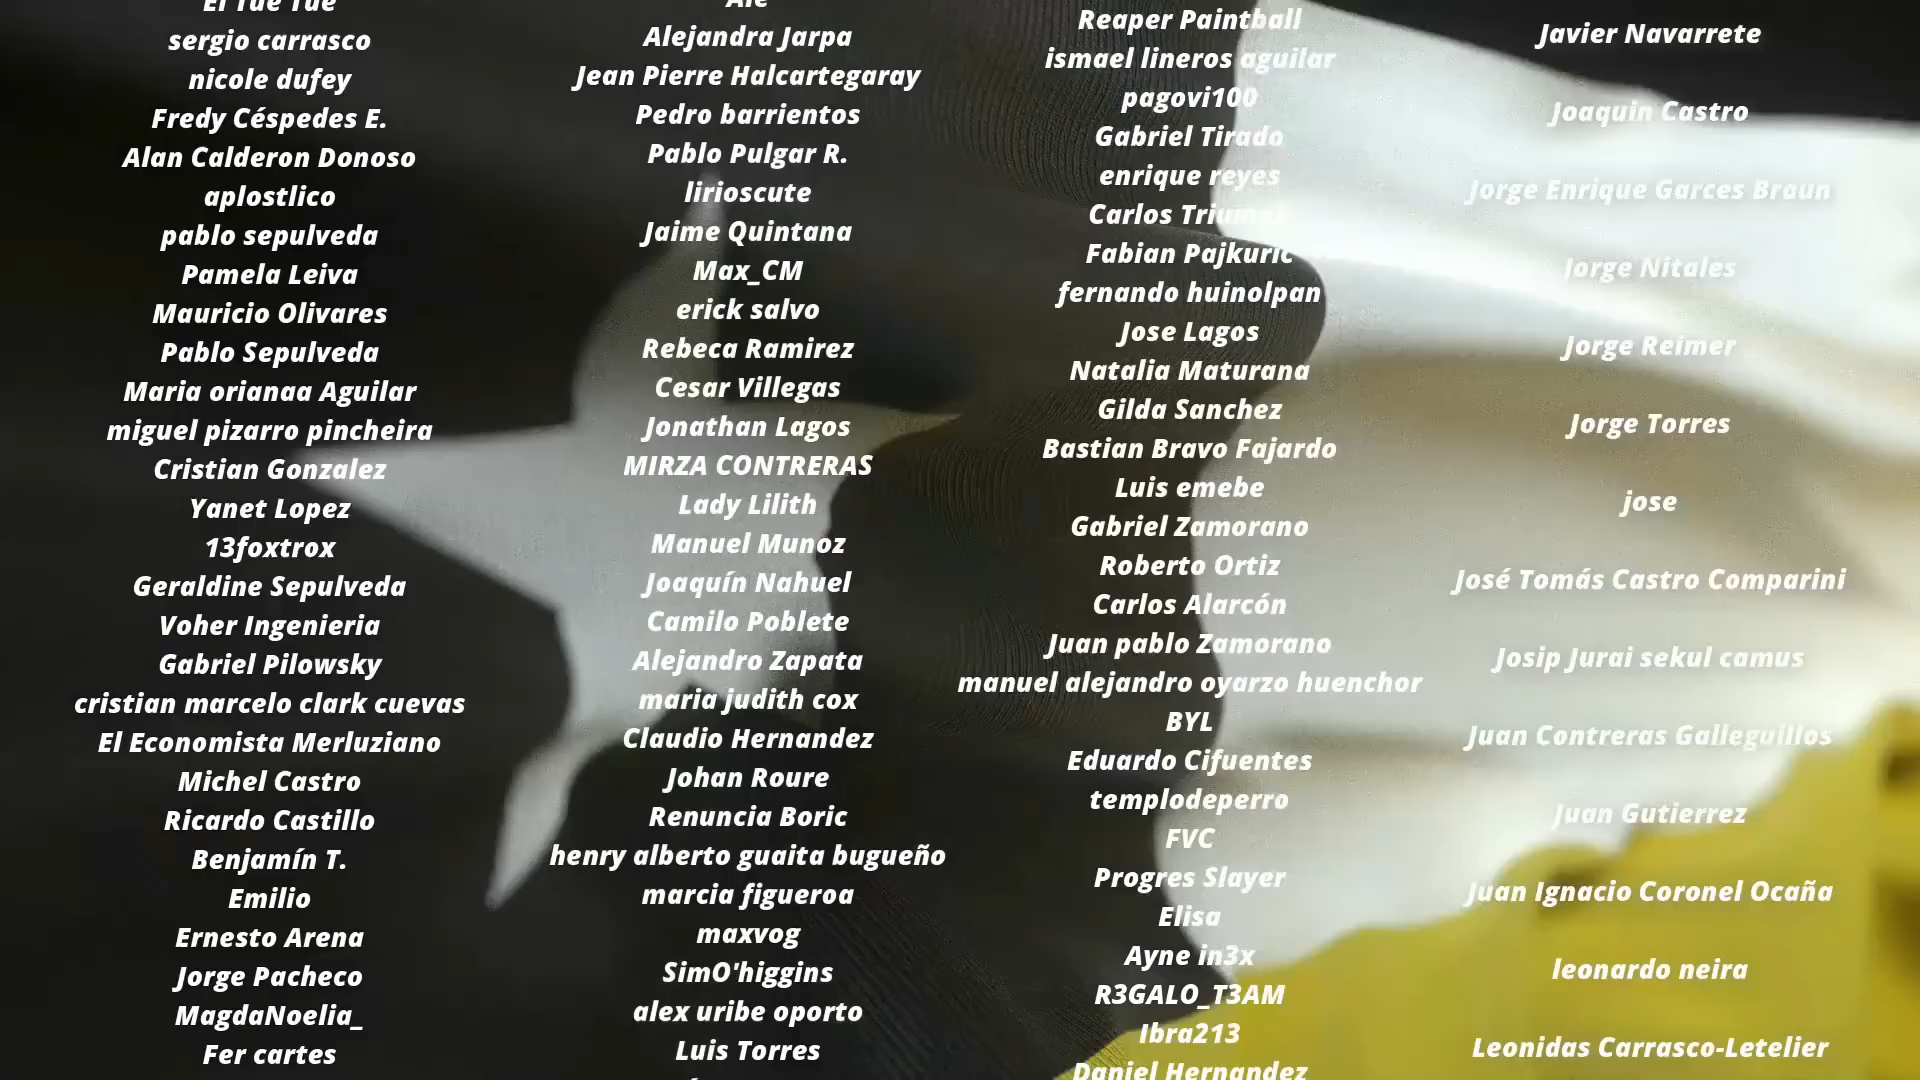 El Tue Tue
sergio carrasco
nicole dufey
Fredy Céspedes E.
Alan Calderon Donoso
aplostlico
pablo sepulveda
Pamela Leiva
Mauricio Olivares
Pablo Sepulveda
Maria orianaa Aguilar
miguel pizarro pincheira
Cristian Gonzalez
Yanet Lopez
13foxtrox
Geraldine Sepulveda
Voher Ingenieria
Gabriel Pilowsky
cristian marcelo clark cuevas
El Economista Merluziano
Michel Castro
Ricardo Castillo
Benjamín T.
Emilio
Ernesto Arena
Jorge Pacheco
MagdaNoelia_
Fer cartes
Ale
Alejandra Jarpa
Jean Pierre Halcartegaray
Pedro barrientos
Pablo Pulgar R.
lirioscute
Jaime Quintana
Max_CM
erick salvo
Rebeca Ramirez
Cesar Villegas
Jonathan Lagos
MIRZA CONTRERAS
Lady Lilith
Manuel Munoz
Joaquín Nahuel
Camilo Poblete
Alejandro Zapata
maria judith cox
Claudio Hernandez
Johan Roure
Renuncia Boric
henry alberto guaita bugueño
marcia figueroa
maxvog
SimO'higgins
alex uribe oporto
Luis Torres
Reaper Paintball
ismael lineros aguilar
pagovi100
Gabriel Tirado
enrique reyes
Carlos
Fabian Pajkuric
fernando huinolpan
Jose Lagos
Natalia Maturana
Gilda Sanchez
Bastian Bravo Fajardo
Luis emebe
Gabriel Zamorano
Roberto Ortiz
Carlos Alarcón
Juan pablo Zamorano
manuel alejandro oyarzo huenchor
BYL
Eduardo Cifuentes
templodeperro
FVC
Progres Slayer
Elisa
Ayne in3x
R3GALO_T3AM
Ibra213
Daniel Hernandez
Javier Navarrete
Joaquin Castro
Jorge Enrique Garces Braun
Jorge Nitales
Jorge Reimer
Jorge Torres
jose
José Tomás Castro Comparini
Josip Jurai sekul camus
Juan Contreras Galleguillos
Juan Gutierrez
Juan Ignacio Coronel Ocaña
leonardo neira
Leonidas Carrasco-Letelier